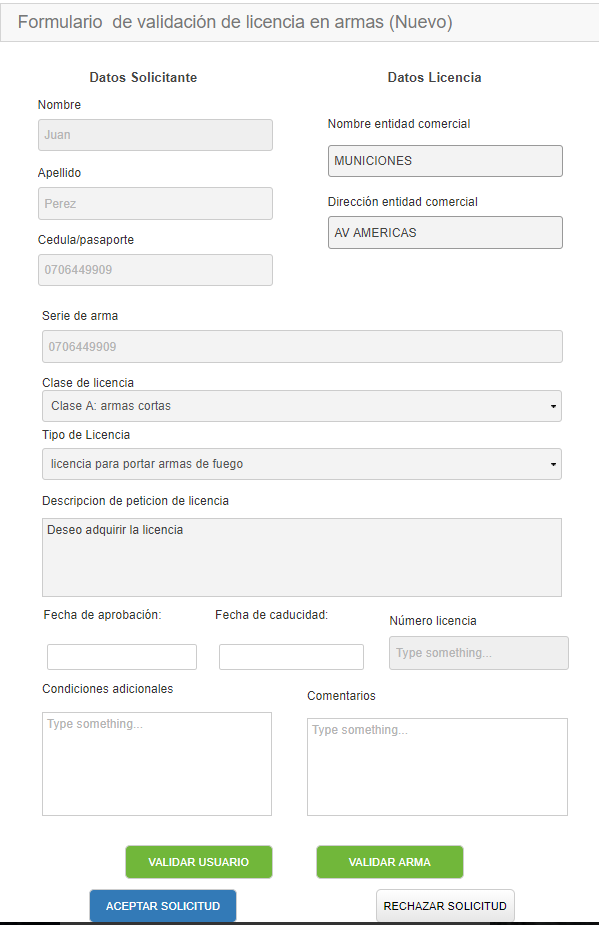 Formulario  de validación de licencia en armas (Nuevo)
Datos Solicitante
Datos Licencia
Nombre
Juan
Nombre entidad comercial
MUNICIONES
Apellido
Perez
Dirección entidad comercial
AV AMERICAS
Cedula/pasaporte
0706449909
Serie de arma
0706449909
Clase de licencia
Clase A: armas cortas
Tipo de Licencia
licencia para portar armas de fuego
Descripcion de peticion de licencia
Deseo adquirir la licencia
Fecha de aprobación:
Fecha de caducidad:
Número licencia
Type something...
Condiciones adicionales
Type something...
Comentarios
Type something...
VALIDAR USUARIO
VALIDAR ARMA
ACEPTAR SOLICITUD
RECHAZAR SOLICITUD